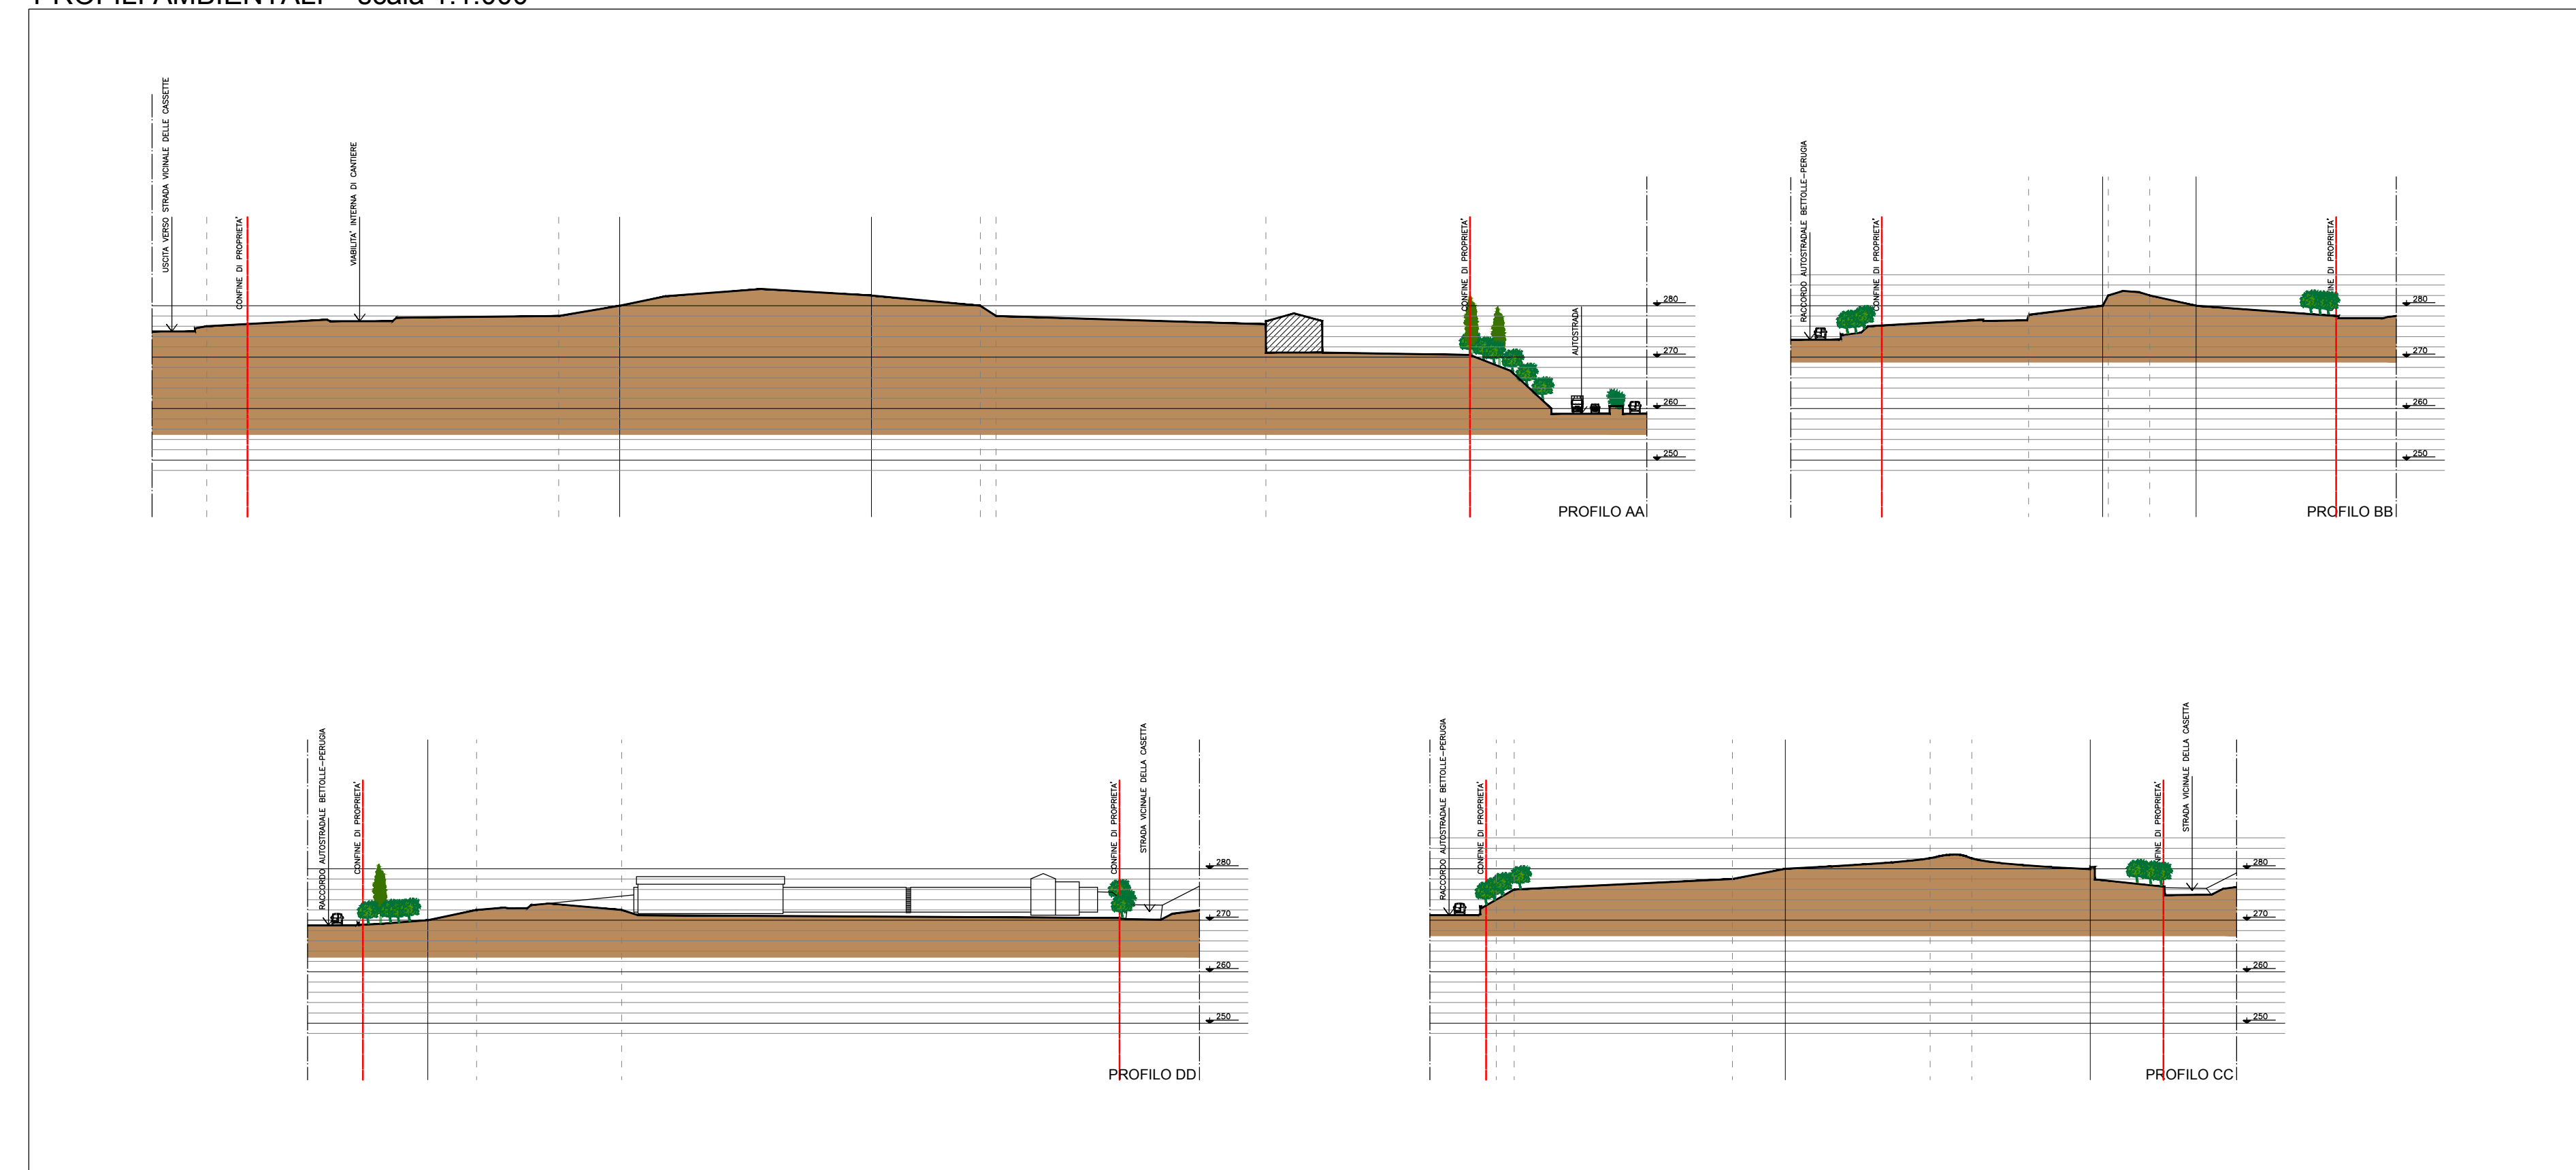 PROFILI AMBIENTALI - scala 1:1.000
USCITA VERSO STRADA VICINALE DELLE CASSETTE
CONFINE DI PROPRIETA'
VIABILITA' INTERNA DI CANTIERE
CONFINE DI PROPRIETA'
AUTOSTRADA
280
270
260
250
PROFILO AA
RACCORDO AUTOSTRADALE BETTOLLE-PERUGIA
CONFINE DI PROPRIETA'
FINE DI PROPRIETA'
280
270
260
250
PROFILO BB
RACCORDO AUTOSTRADALE BETTOLLE-PERUGIA
CONFINE DI PROPRIETA'
CONFINE DI PROPRIETA'
STRADA VICINALE DELLA CASETTA
280
270
260
250
PROFILO DD
RACCORDO AUTOSTRADALE BETTOLLE-PERUGIA
CONFINE DI PROPRIETA'
FINE DI PROPRIETA'
STRADA VICINALE DELLA CASETTA
280
270
260
250
PROFILO CC